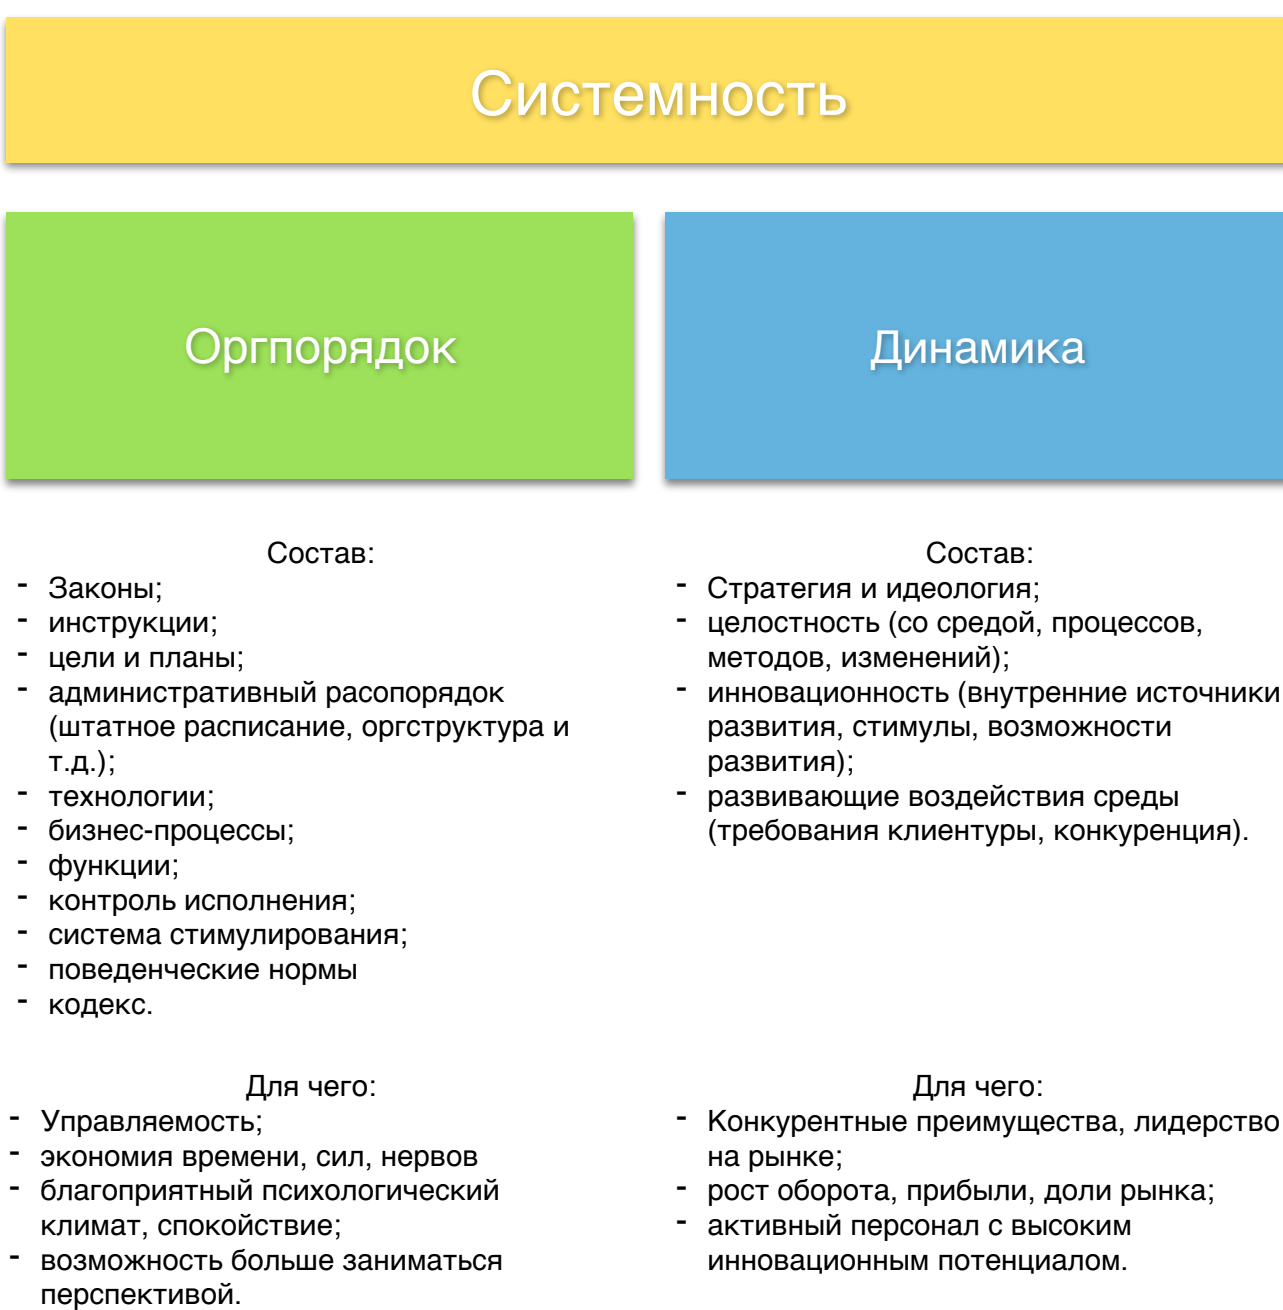 Системность
Оргпорядок
Динамика
Состав:
- Законы;
- инструкции;
- цели и планы;
- административный расопорядок
(штатное расписание, оргструктура и
т.д.);
- технологии;
- бизнес-процессы;
- функции;
- контроль исполнения;
- система стимулирования;
- поведенческие нормы
- кодекс.
Для чего:
- Управляемость;
- экономия времени, сил, нервов
- благоприятный психологический
климат, спокойствие;
- возможность больше заниматься
перспективой.
Состав:
- Стратегия и идеология;
- целостность (со средой, процессов,
методов, изменений);
- инновационность (внутренние источники
развития, стимулы, возможности
развития);
- развивающие воздействия среды
(требования клиентуры, конкуренция).
Для чего:
- Конкурентные преимущества, лидерство
на рынке;
- рост оборота, прибыли, доли рынка;
- активный персонал с высоким
инновационным потенциалом.